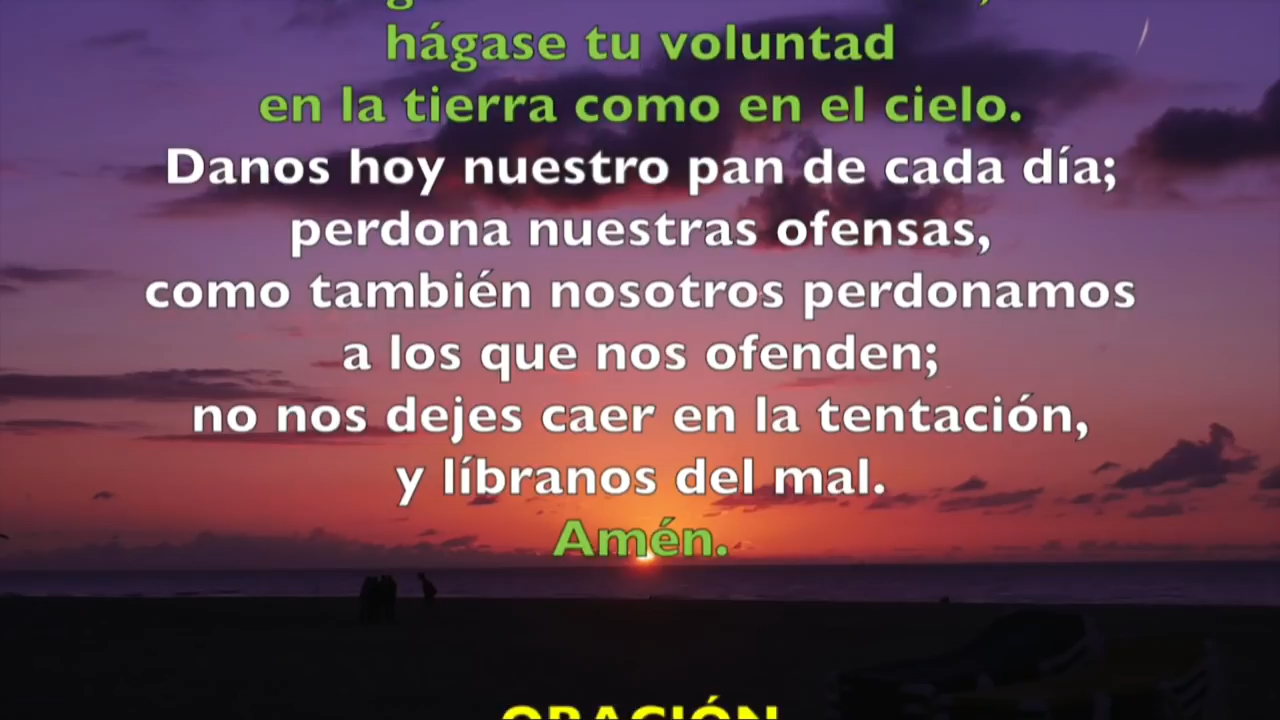 hágase tu voluntad
en la tierra como en el cielo.
Danos hoy nuestro pan de cada día;
perdona nuestras ofensas,
como también nosotros perdonamos
a los que nos ofenden;
no nos dejes caer en la tentación,
y líbranos del mal.
Amén.
ORACIÓN